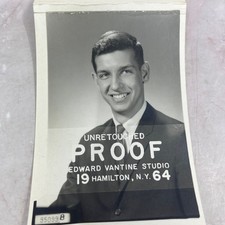 UNRETOUCHED
PROOF
EDWARD VANTINE STUDIO
19 HAMILTON, N.Y. 64